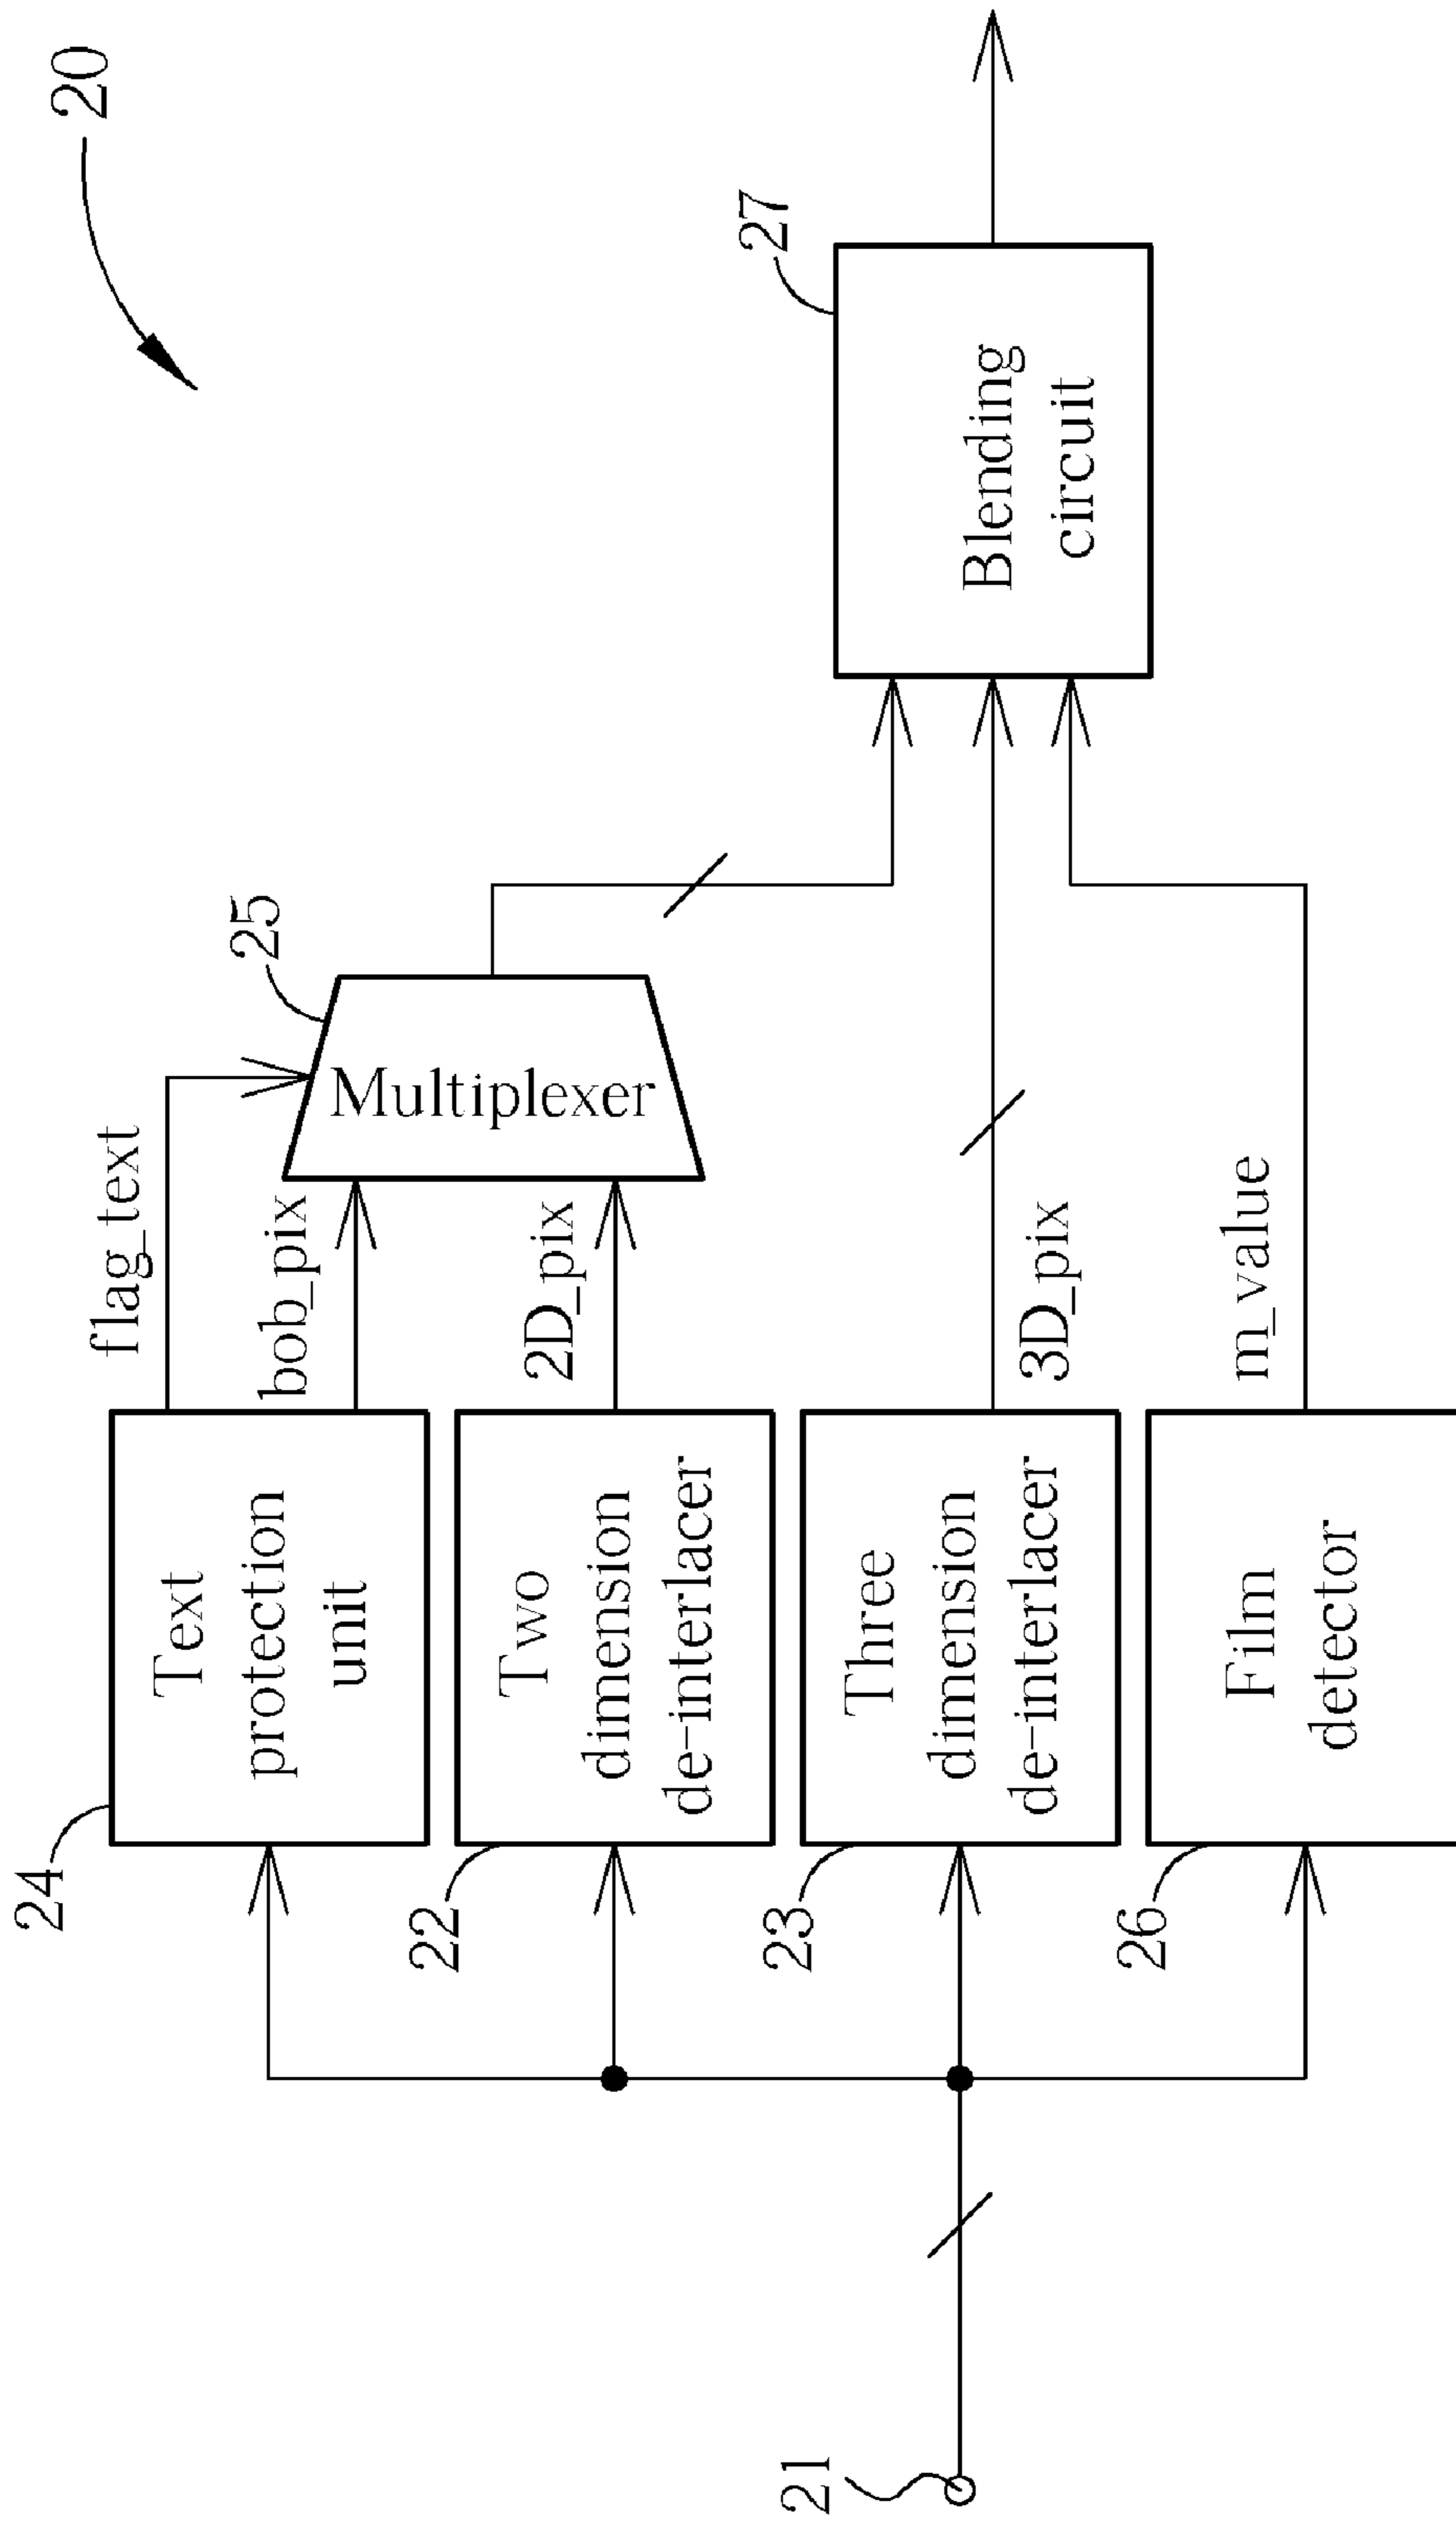 20
24
Text
protection
unit
flag_text
bob_pix
25
Multiplexer
22
Two
dimension
de-interlacer
2D_pix
27
Blending
circuit
21
23
Three
dimension
de-interlacer
3D_pix
26
Film
detector
m_value